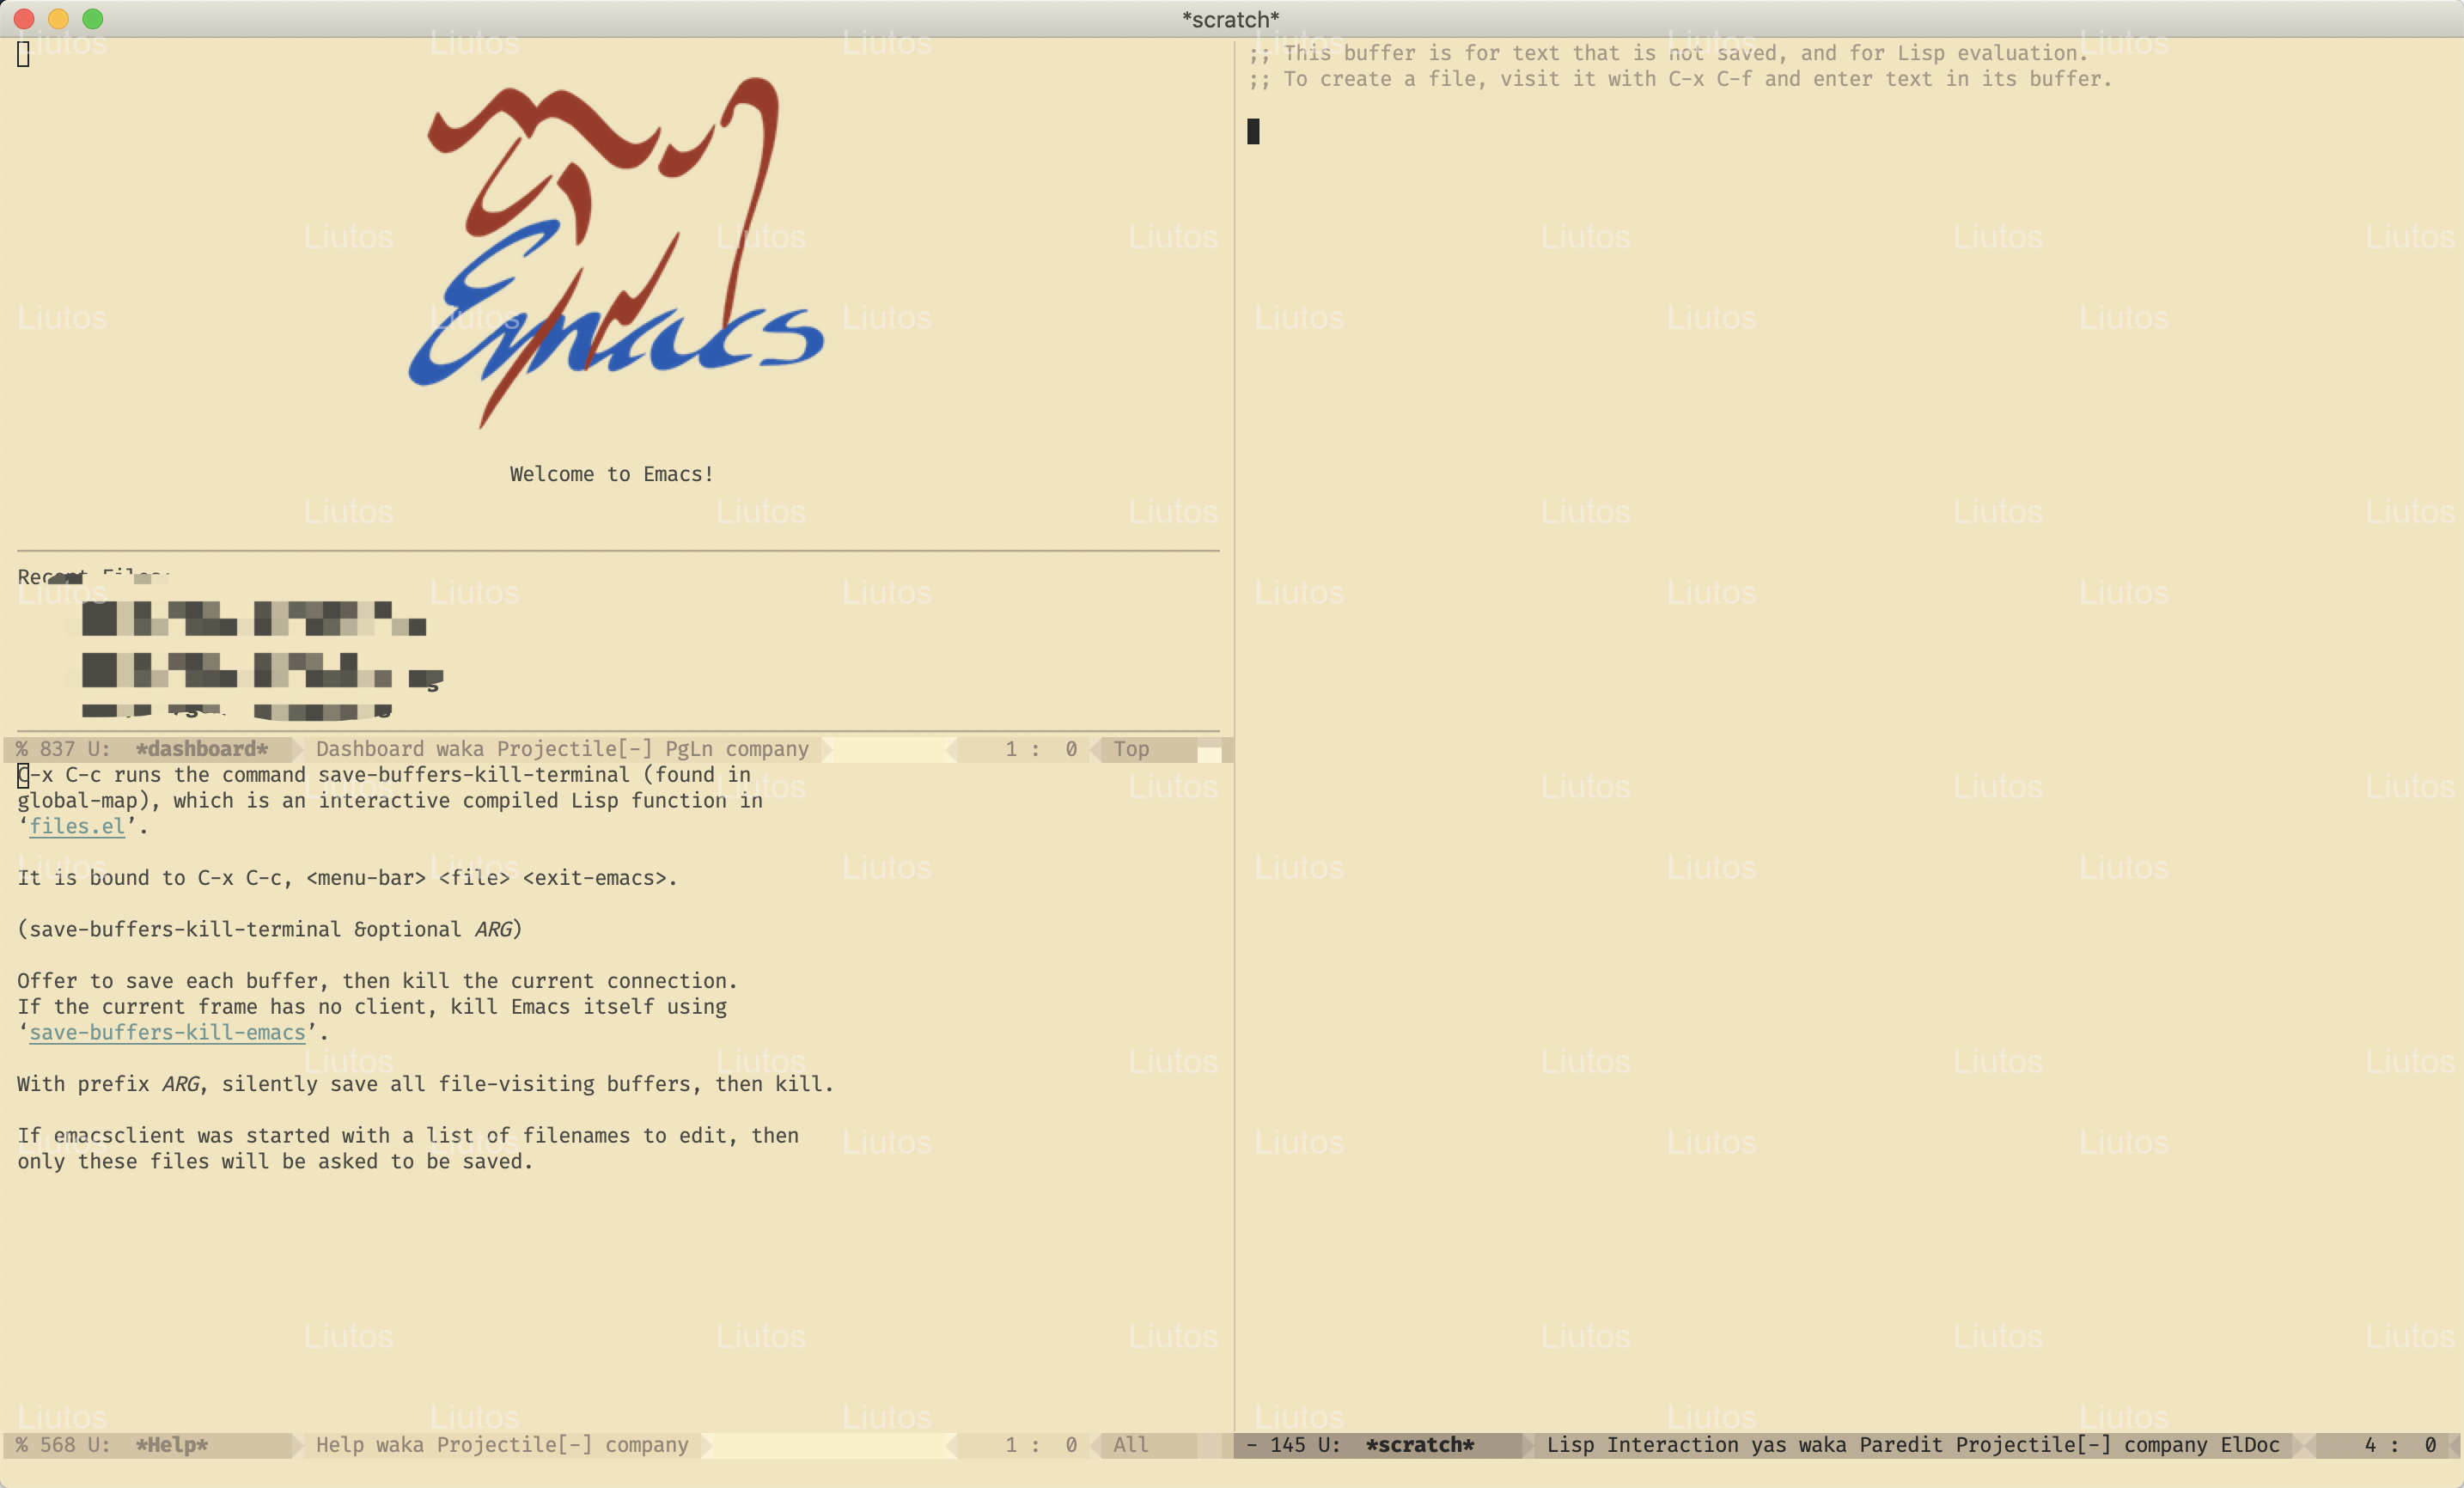 *scratch*
Emacs
Welcome to Emacs!
Recent Files:
% 837 U: *dashboard* Dashboard waka Projectile[-] PgLn company 1 : 0 Top
C-x C-c runs the command save-buffers-kill-terminal (found in
global-map), which is an interactive compiled Lisp function in
‘files.el’.
It is bound to C-x C-c, <menu-bar> <file> <exit-emacs>.
(save-buffers-kill-terminal &optional ARG)
Offer to save each buffer, then kill the current connection.
If the current frame has no client, kill Emacs itself using
‘save-buffers-kill-emacs’.
With prefix ARG, silently save all file-visiting buffers, then kill.
If emacsclient was started with a list of filenames to edit, then
only these files will be asked to be saved.
% 568 U: *Help* Help waka Projectile[-] company 1 : 0 All
;; This buffer is for text that is not saved, and for Lisp evaluation.
;; To create a file, visit it with C-x C-f and enter text in its buffer.
- 145 U: *scratch* Lisp Interaction yas waka Paredit Projectile[-] company ElDoc 4 : 0
Liutos